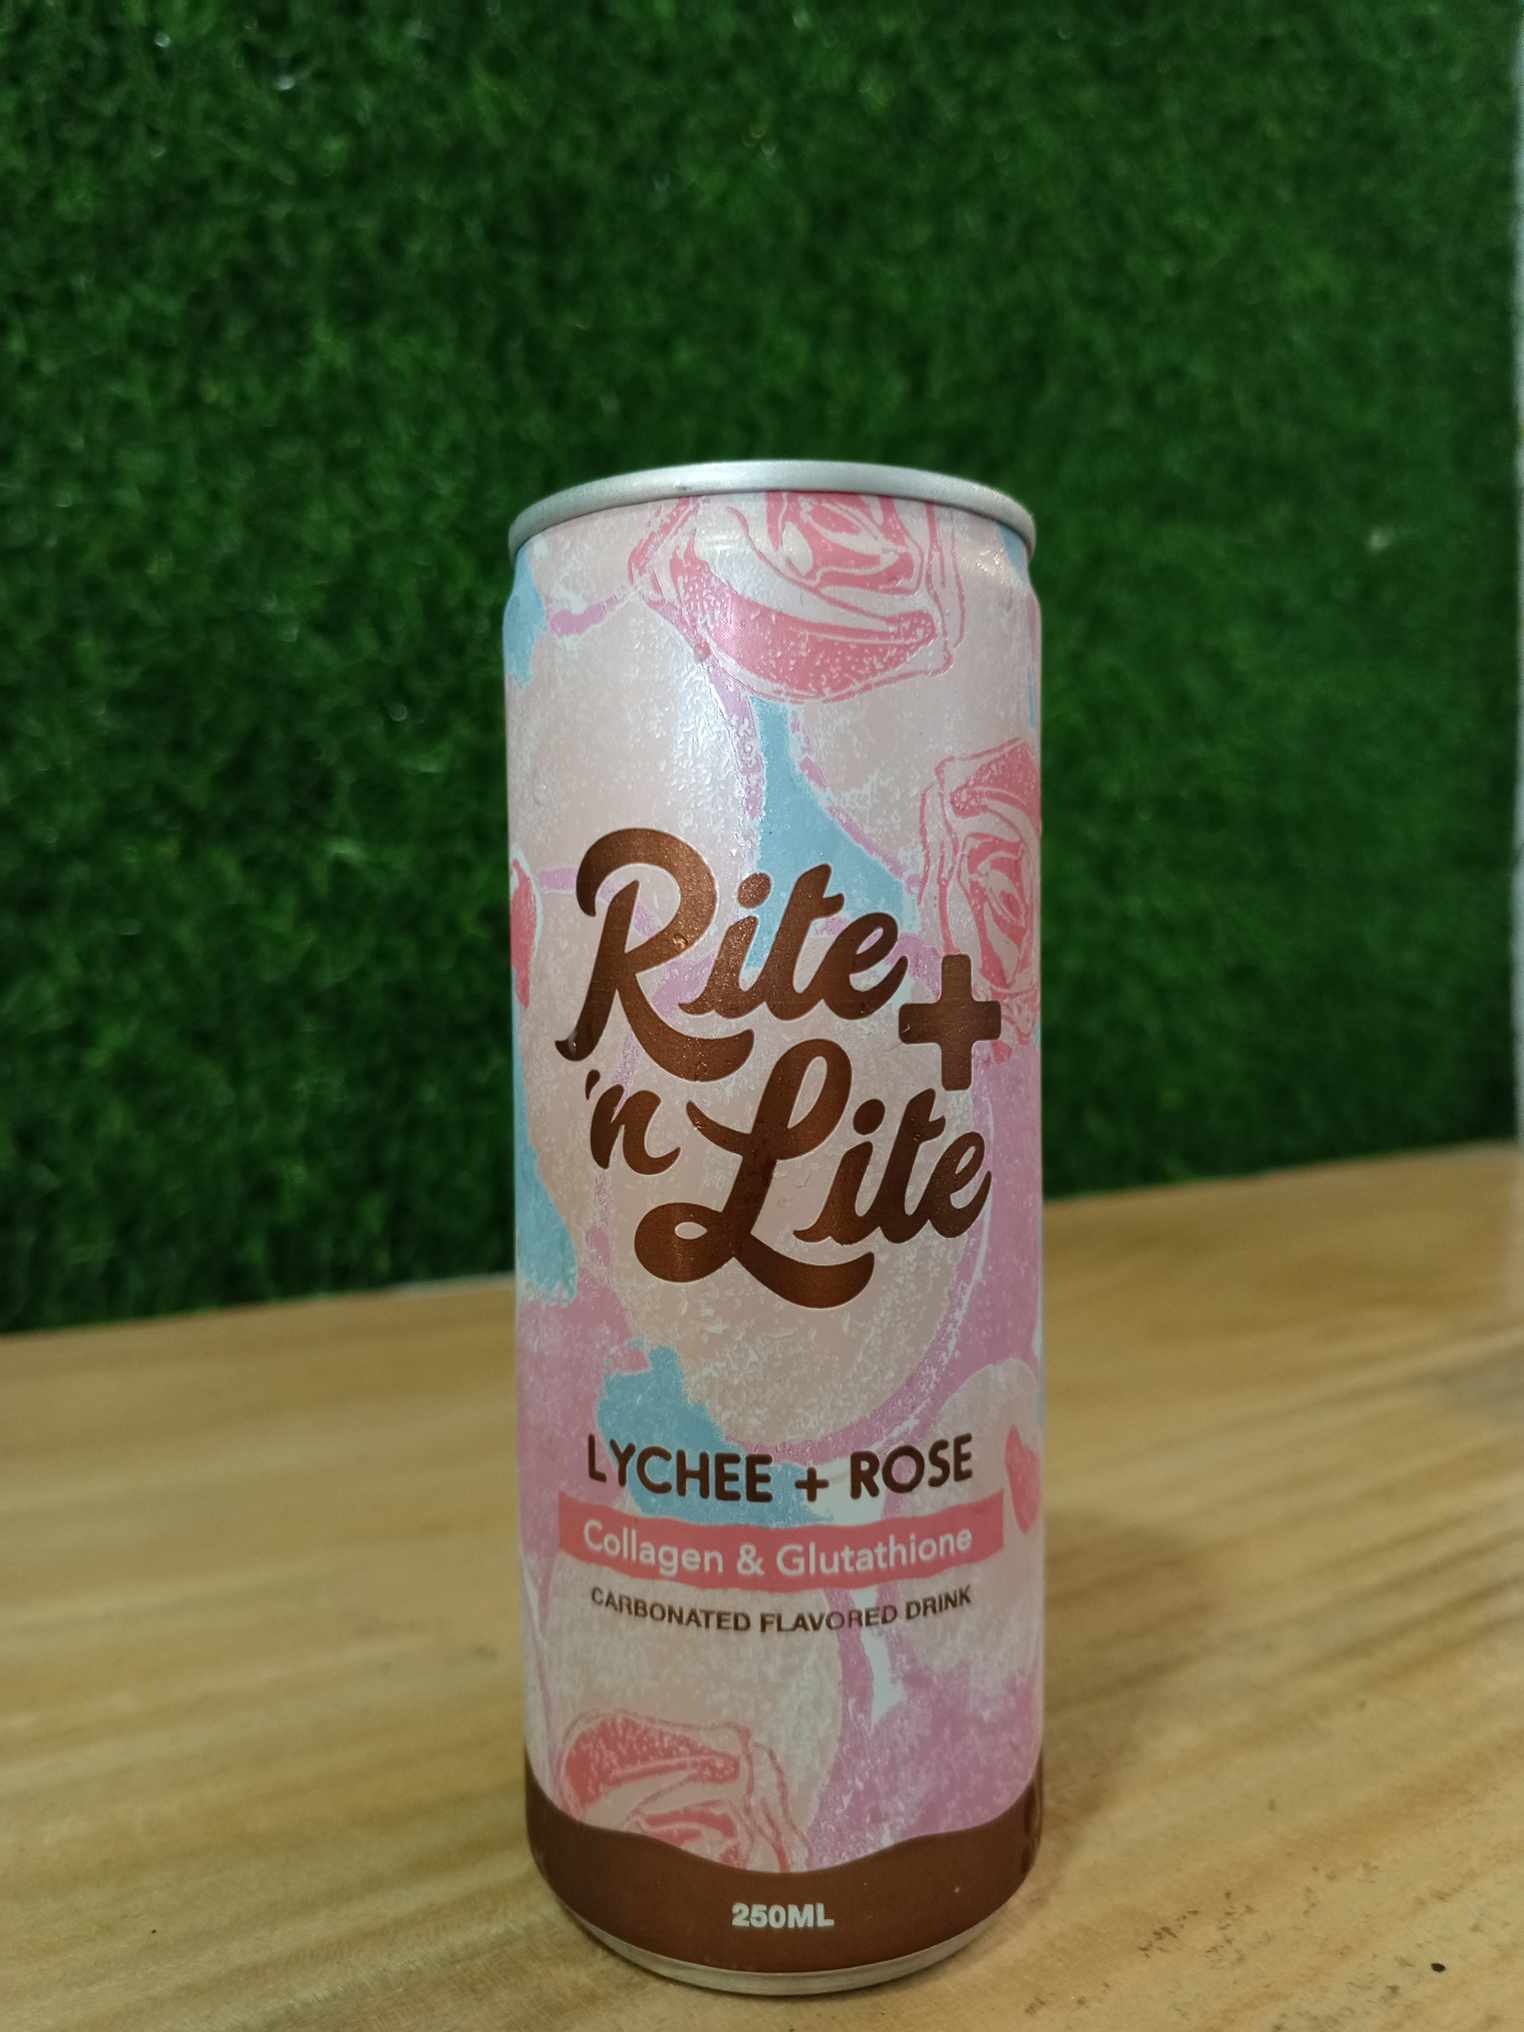 Rite +
'n Lite
LYCHEE + ROSE
Collagen & Glutathione
CARBONATED FLAVORED DRINK
250ML